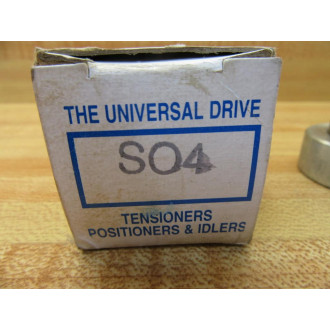 THE UNIVERSAL DRIVE
SO4
TENSIONERS
POSITIONERS & IDLERS